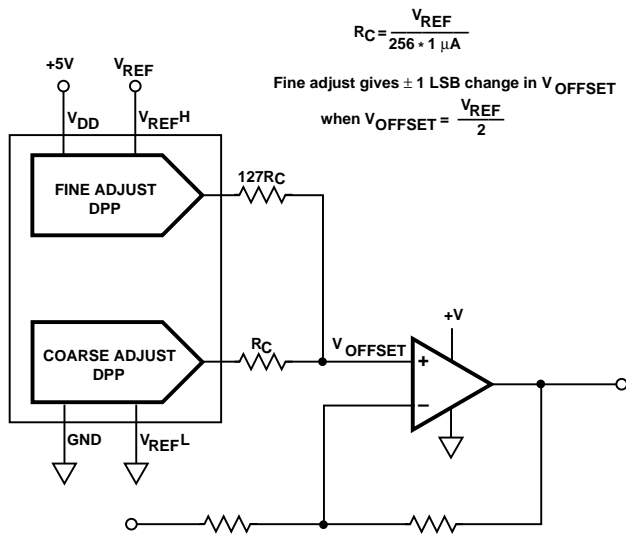 R_C = V_REF / 256 * 1 µA
Fine adjust gives ± 1 LSB change in V_OFFSET
when V_OFFSET = V_REF / 2
+5V V_REF
V_DD V_REFH
FINE ADJUST
DPP
127R_C
COARSE ADJUST
DPP
R_C
V_OFFSET
+V
+
–
GND V_REFL